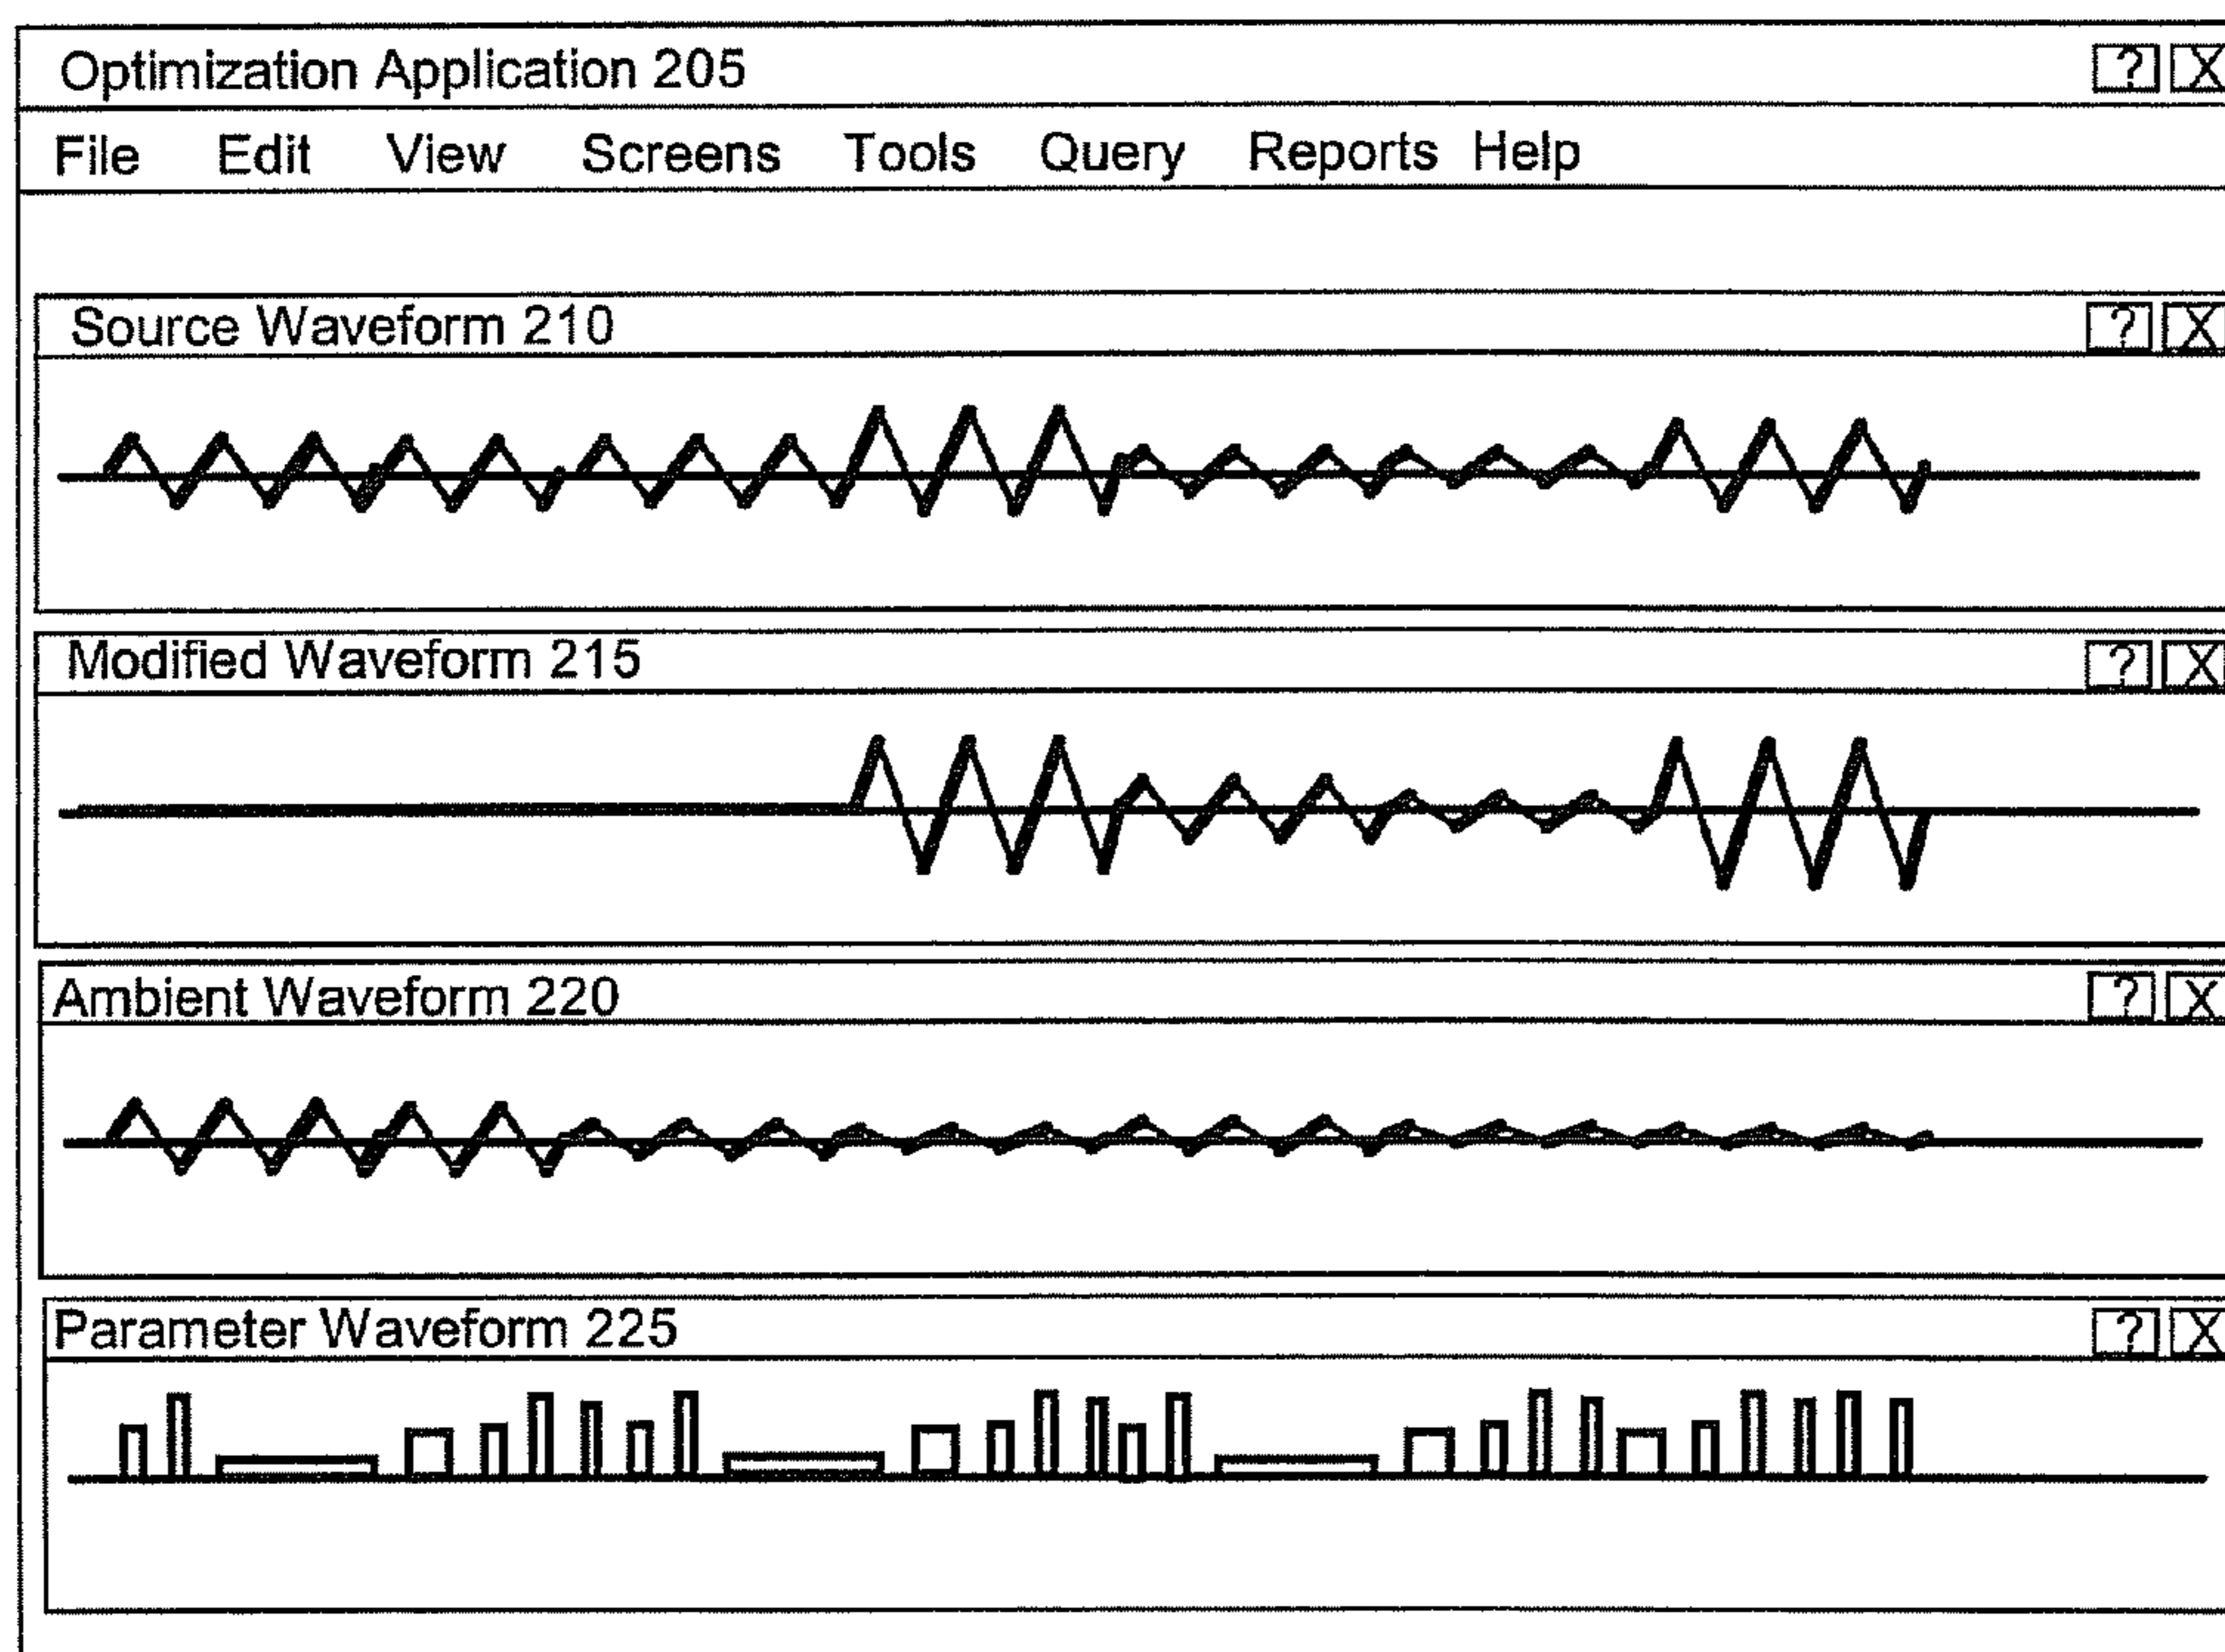 Optimization Application 205 ? X
File Edit View Screens Tools Query Reports Help
Source Waveform 210 ? X
Modified Waveform 215 ? X
Ambient Waveform 220 ? X
Parameter Waveform 225 ? X